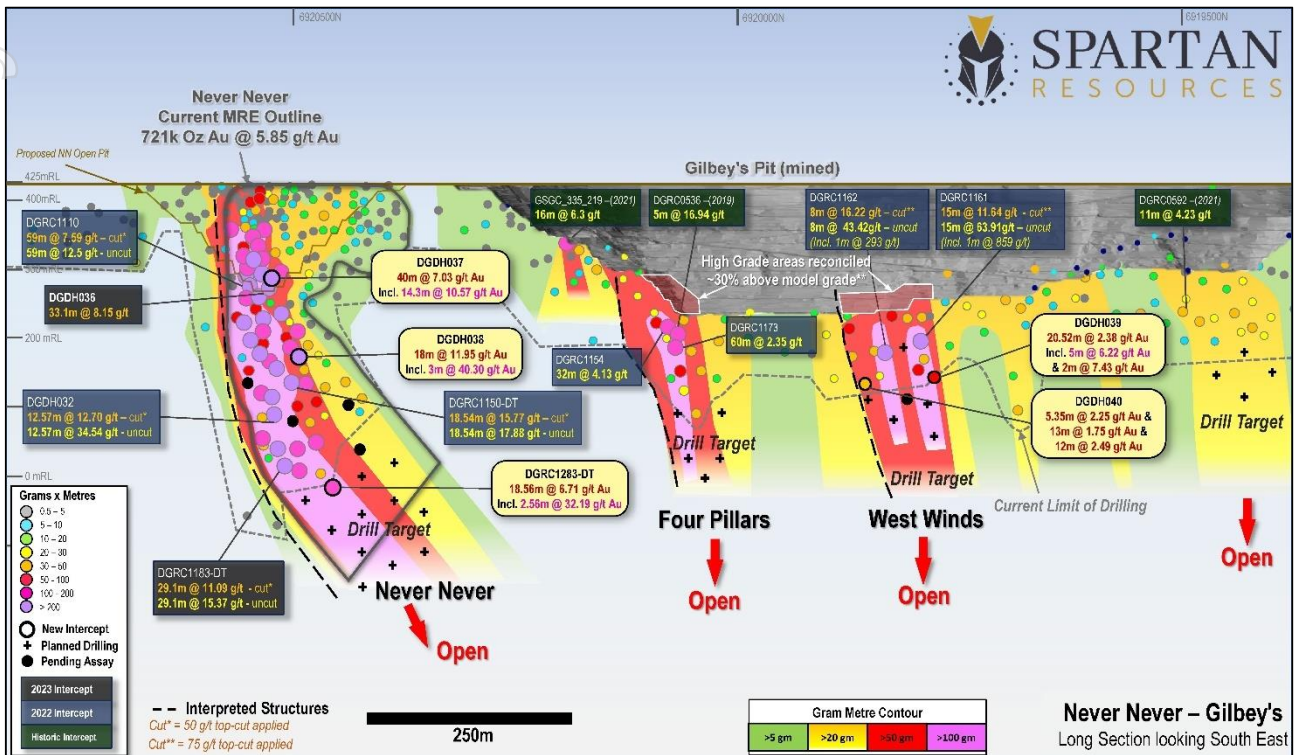 6920500N
6920000N
6919500N
SPARTAN
RESOURCES
Never Never
Current MRE Outline
721k Oz Au @ 5.85 g/t Au
Proposed NN Open Pit
Gilbey's Pit (mined)
425mRL
400mRL
200 mRL
0 mRL
DGRC1110
59m @ 7.59 g/t – cut*
59m @ 12.5 g/t - uncut
DGDH036
33.1m @ 8.15 g/t
DGDH037
40m @ 7.03 g/t Au
Incl. 14.3m @ 10.57 g/t Au
DGDH038
18m @ 11.95 g/t Au
Incl. 3m @ 40.30 g/t Au
DGDH032
12.57m @ 12.70 g/t – cut*
12.57m @ 34.54 g/t - uncut
DGRC1150-DT
18.54m @ 15.77 g/t – cut*
18.54m @ 17.88 g/t - uncut
DGRC1283-DT
18.56m @ 6.71 g/t Au
Incl. 2.56m @ 32.19 g/t Au
DGRC1183-DT
29.1m @ 11.09 g/t - cut*
29.1m @ 15.37 g/t - uncut
GSGC_335_219 –(2021)
16m @ 6.3 g/t
DGRC0536 –(2019)
5m @ 16.94 g/t
DGRC1162
8m @ 16.22 g/t – cut**
8m @ 43.42g/t – uncut
(Incl. 1m @ 293 g/t)
DGRC1161
15m @ 11.64 g/t - cut**
15m @ 63.91g/t – uncut
(Incl. 1m @ 859 g/t)
DGRC0592 –(2021)
11m @ 4.23 g/t
High Grade areas reconciled
~30% above model grade**
DGRC1154
32m @ 4.13 g/t
DGRC1173
60m @ 2.35 g/t
DGDH039
20.52m @ 2.38 g/t Au
Incl. 5m @ 6.22 g/t Au
& 2m @ 7.43 g/t Au
DGDH040
5.35m @ 2.25 g/t Au &
13m @ 1.75 g/t Au &
12m @ 2.49 g/t Au
Drill Target
Drill Target
Drill Target
Drill Target
Current Limit of Drilling
Never Never
Four Pillars
West Winds
Open
Open
Open
Open
Grams x Metres
0.5 – 5
5 – 10
10 – 20
20 – 30
30 – 50
50 - 100
100 - 200
> 200
New Intercept
Planned Drilling
Pending Assay
2023 Intercept
2022 Intercept
Historic Intercept
Interpreted Structures
Cut* = 50 g/t top-cut applied
Cut** = 75 g/t top-cut applied
250m
Gram Metre Contour
>5 gm
>20 gm
>50 gm
>100 gm
Never Never – Gilbey's
Long Section looking South East